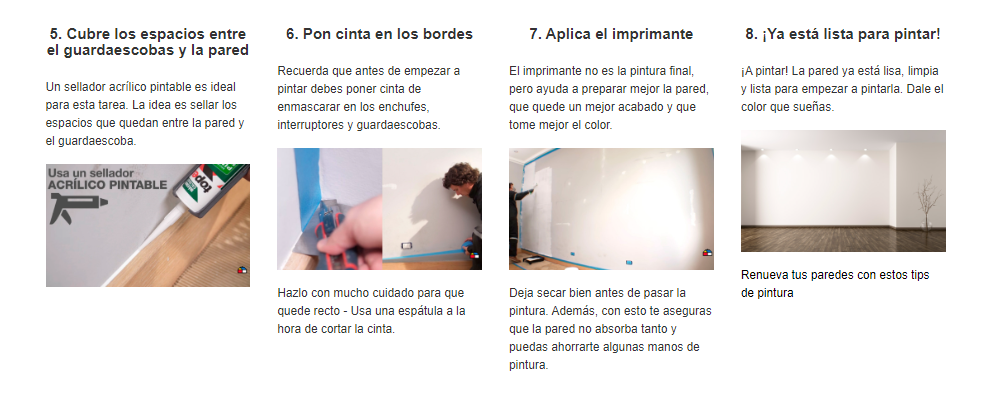 5. Cubre los espacios entre
el guardaescobas y la pared
Un sellador acrílico pintable es ideal
para esta tarea. La idea es sellar los
espacios que quedan entre la pared y
el guardaescoba.
Usa un sellador
ACRÍLICO PINTABLE
topex
6. Pon cinta en los bordes
Recuerda que antes de empezar a
pintar debes poner cinta de
enmascarar en los enchufes,
interruptores y guardaescobas.
Hazlo con mucho cuidado para que
quede recto - Usa una espátula a la
hora de cortar la cinta.
7. Aplica el imprimante
El imprimante no es la pintura final,
pero ayuda a preparar mejor la pared,
que quede un mejor acabado y que
tome mejor el color.
Deja secar bien antes de pasar la
pintura. Además, con esto te aseguras
que la pared no absorba tanto y
puedas ahorrarte algunas manos de
pintura.
8. ¡Ya está lista para pintar!
¡A pintar! La pared ya está lisa, limpia
y lista para empezar a pintarla. Dale el
color que sueñas.
Renueva tus paredes con estos tips
de pintura